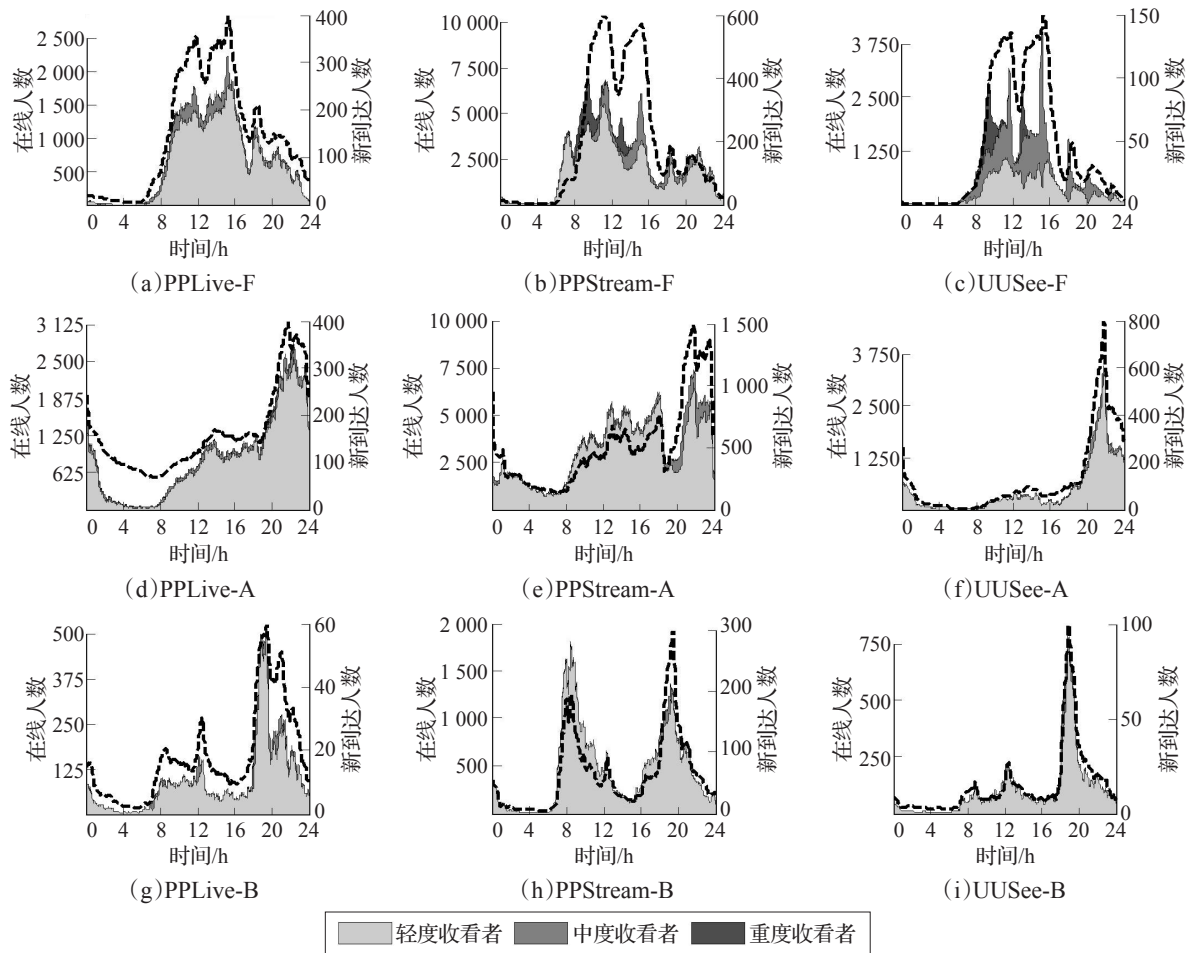 在线人数
2 500
2 000
1 500
1 000
500
400
300
200
100
0
新到达人数
0 4 8 12 16 20 24
时间/h
(a)PPLive-F
在线人数
10 000
7 500
5 000
2 500
600
400
200
0
新到达人数
0 4 8 12 16 20 24
时间/h
(b)PPStream-F
在线人数
3 750
2 500
1 250
150
100
50
0
新到达人数
0 4 8 12 16 20 24
时间/h
(c)UUSee-F
在线人数
3 125
2 500
1 875
1 250
625
400
300
200
100
0
新到达人数
0 4 8 12 16 20 24
时间/h
(d)PPLive-A
在线人数
10 000
7 500
5 000
2 500
1 500
1 000
500
0
新到达人数
0 4 8 12 16 20 24
时间/h
(e)PPStream-A
在线人数
3 750
2 500
1 250
800
600
400
200
0
新到达人数
0 4 8 12 16 20 24
时间/h
(f)UUSee-A
在线人数
500
375
250
125
60
40
20
0
新到达人数
0 4 8 12 16 20 24
时间/h
(g)PPLive-B
在线人数
2 000
1 500
1 000
500
300
200
100
0
新到达人数
0 4 8 12 16 20 24
时间/h
(h)PPStream-B
在线人数
750
500
250
100
50
0
新到达人数
0 4 8 12 16 20 24
时间/h
(i)UUSee-B
轻度收看者 中度收看者 重度收看者